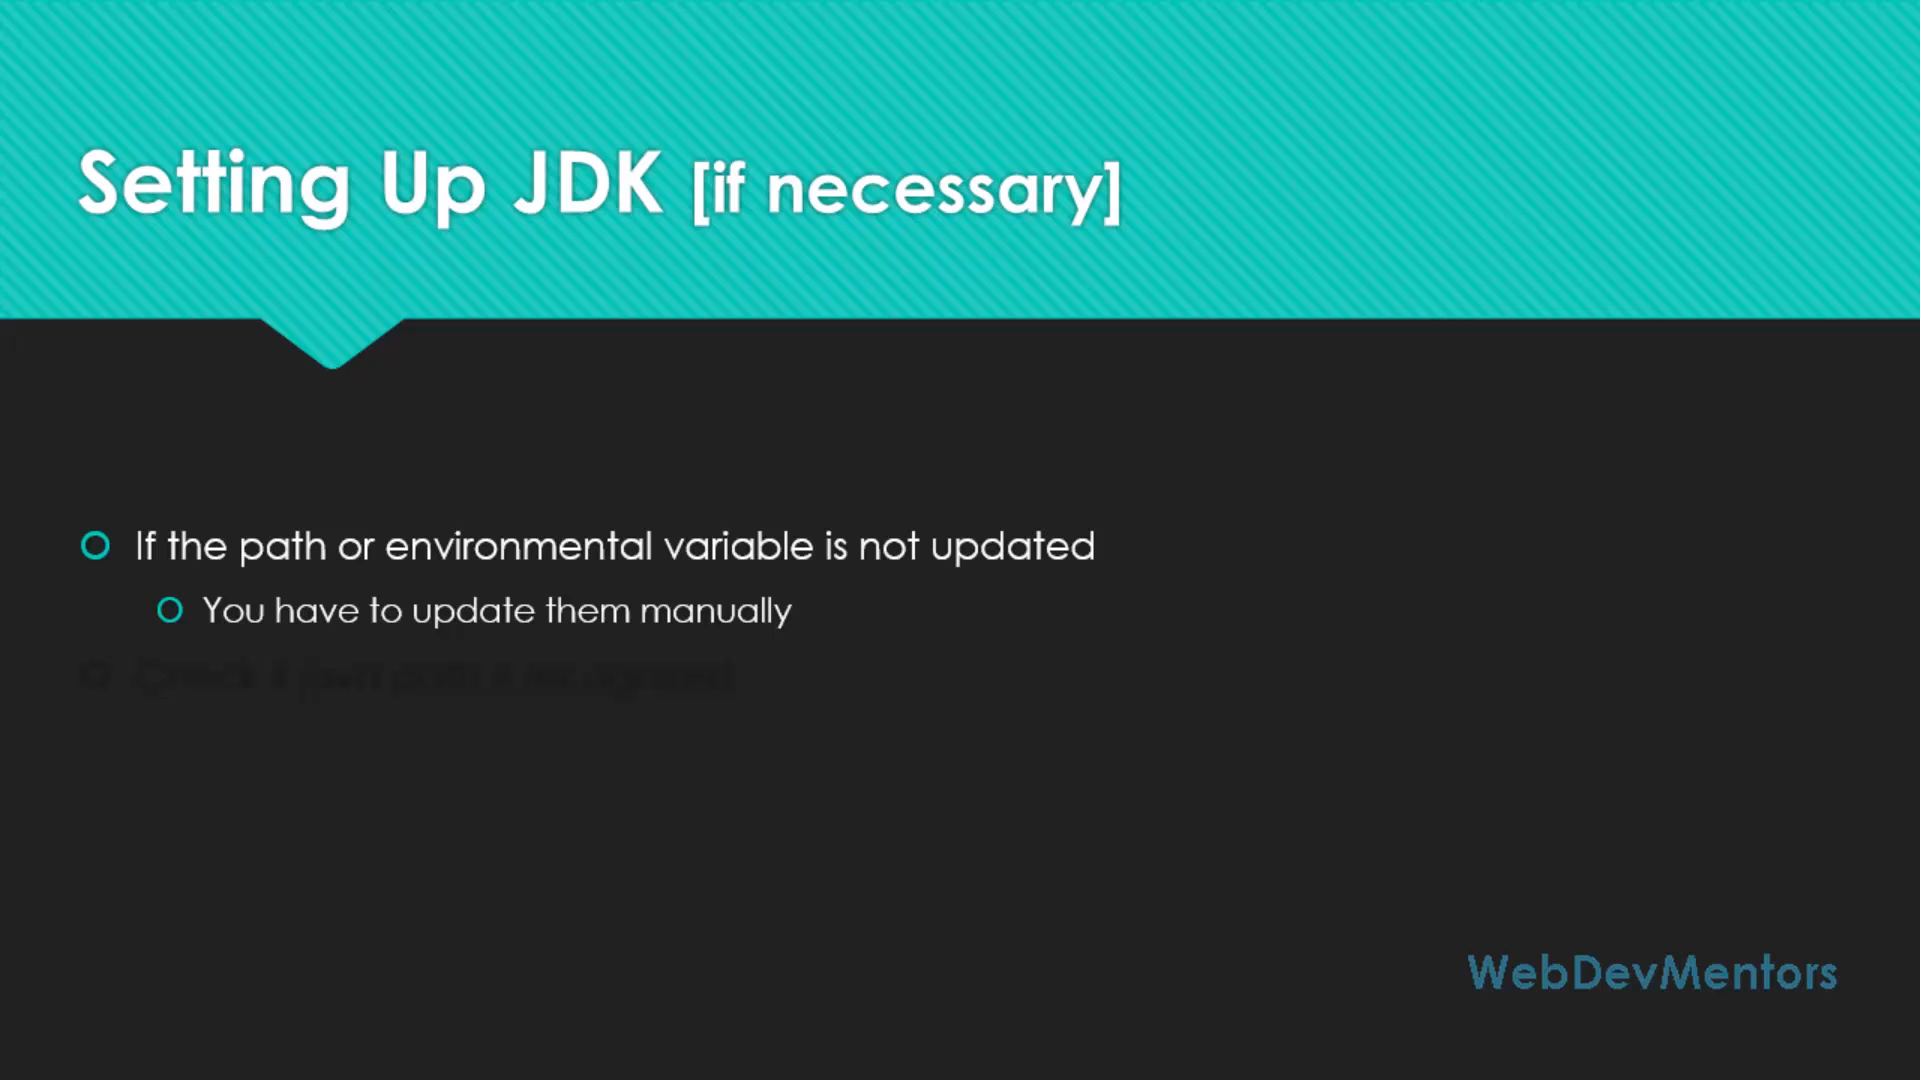 Setting Up JDK [if necessary]
If the path or environmental variable is not updated
You have to update them manually
WebDevMentors